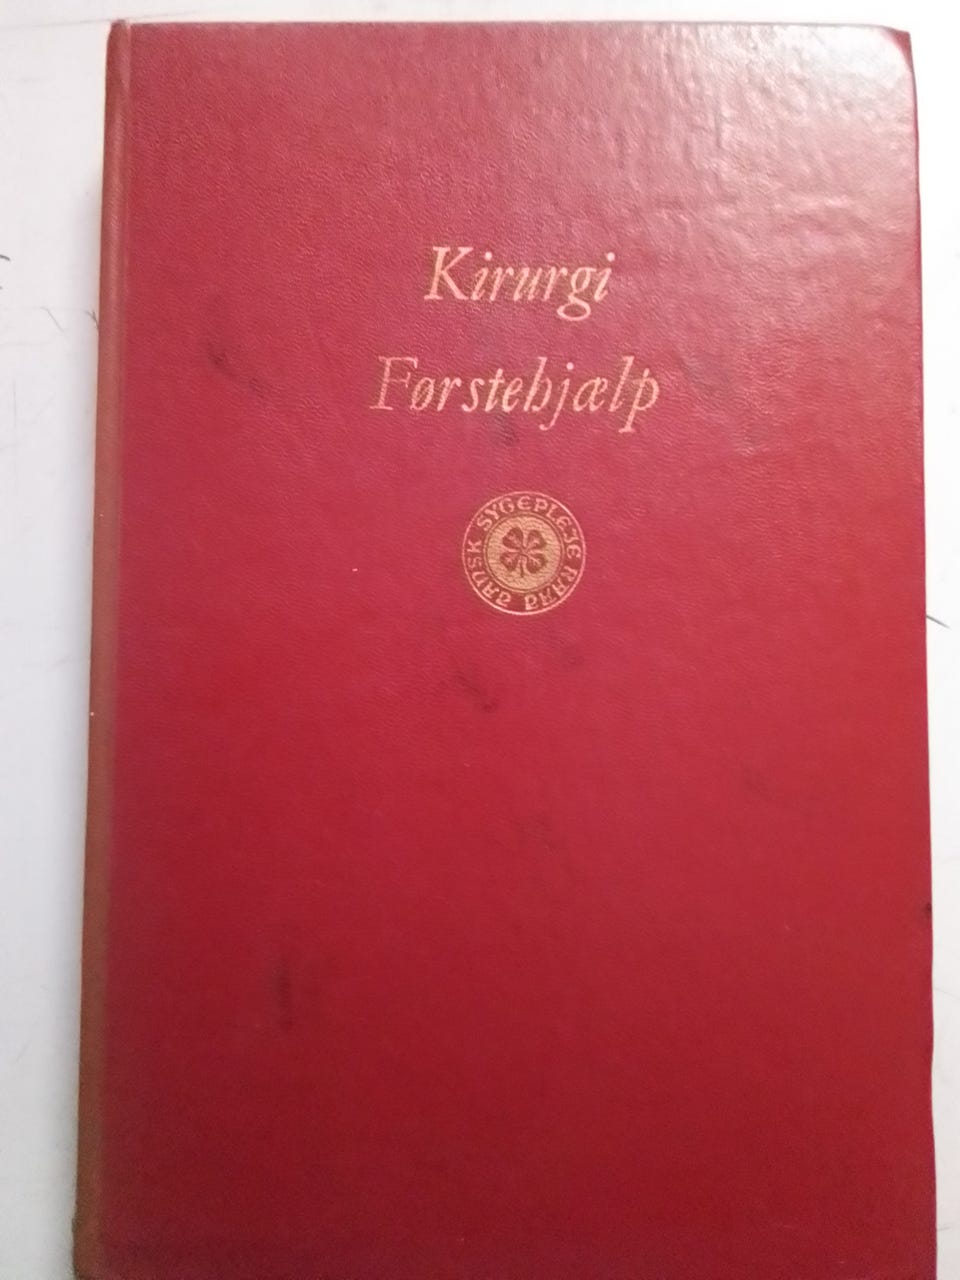 Kirurgi
Førstehjælp
DANSK SYGEPLEJE RAAD